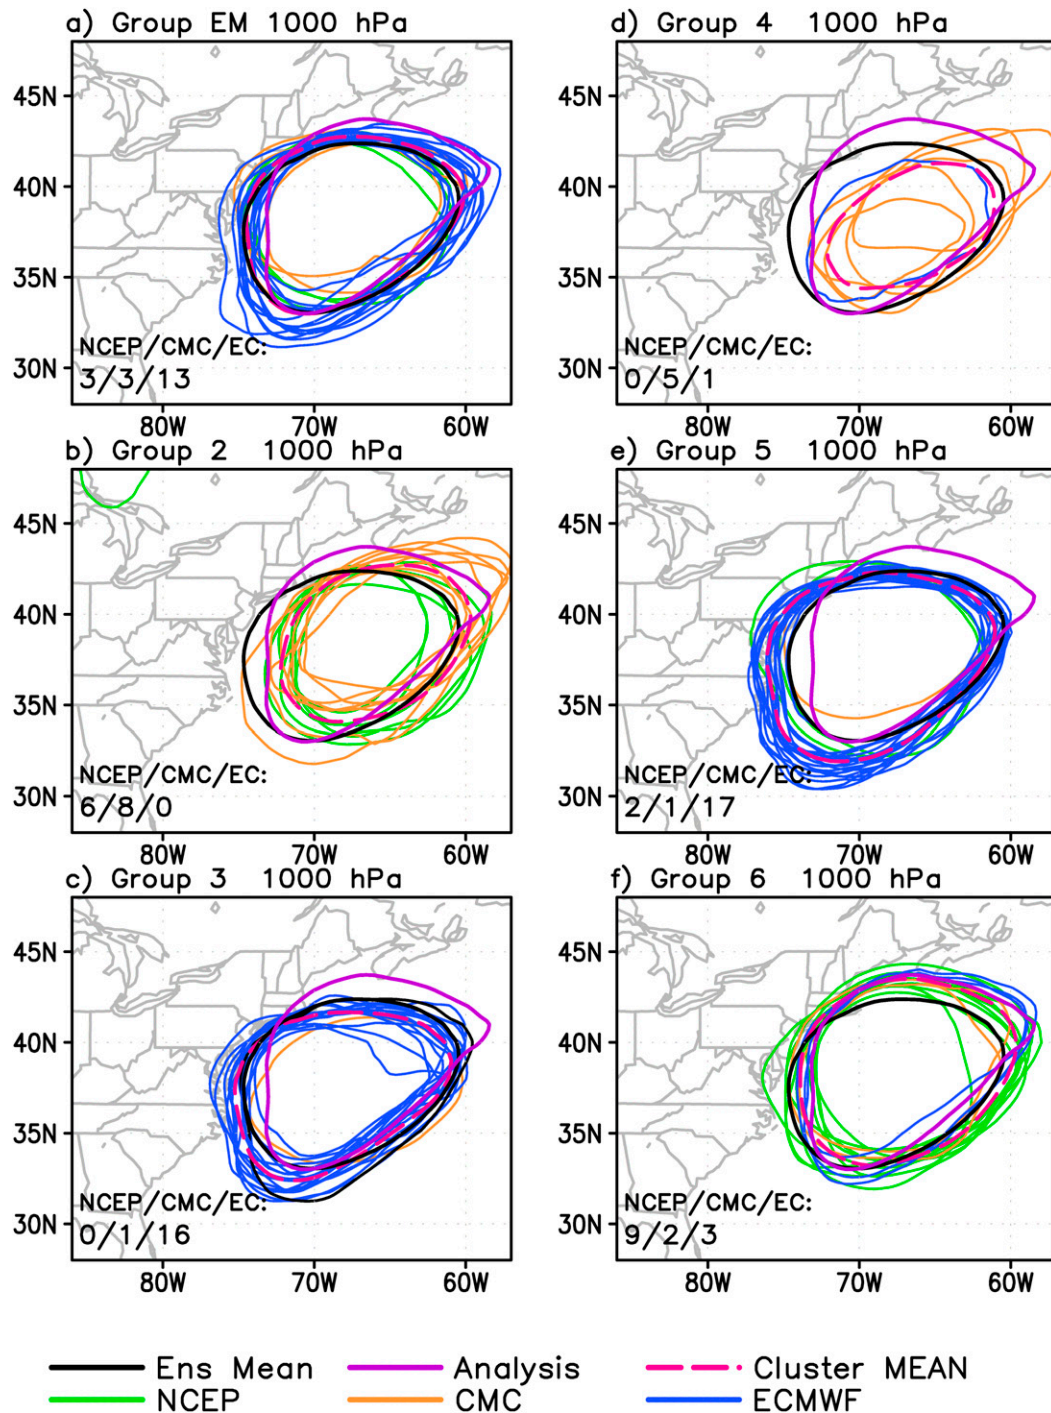 a) Group EM 1000 hPa
45N
40N
35N
30N
NCEP/CMC/EC:
3/3/13
80W 70W 60W
d) Group 4 1000 hPa
45N
40N
35N
30N
NCEP/CMC/EC:
0/5/1
80W 70W 60W
b) Group 2 1000 hPa
45N
40N
35N
30N
NCEP/CMC/EC:
6/8/0
80W 70W 60W
e) Group 5 1000 hPa
45N
40N
35N
30N
NCEP/CMC/EC:
2/1/17
80W 70W 60W
c) Group 3 1000 hPa
45N
40N
35N
30N
NCEP/CMC/EC:
0/1/16
80W 70W 60W
f) Group 6 1000 hPa
45N
40N
35N
30N
NCEP/CMC/EC:
9/2/3
80W 70W 60W
Ens Mean Analysis Cluster MEAN
NCEP CMC ECMWF